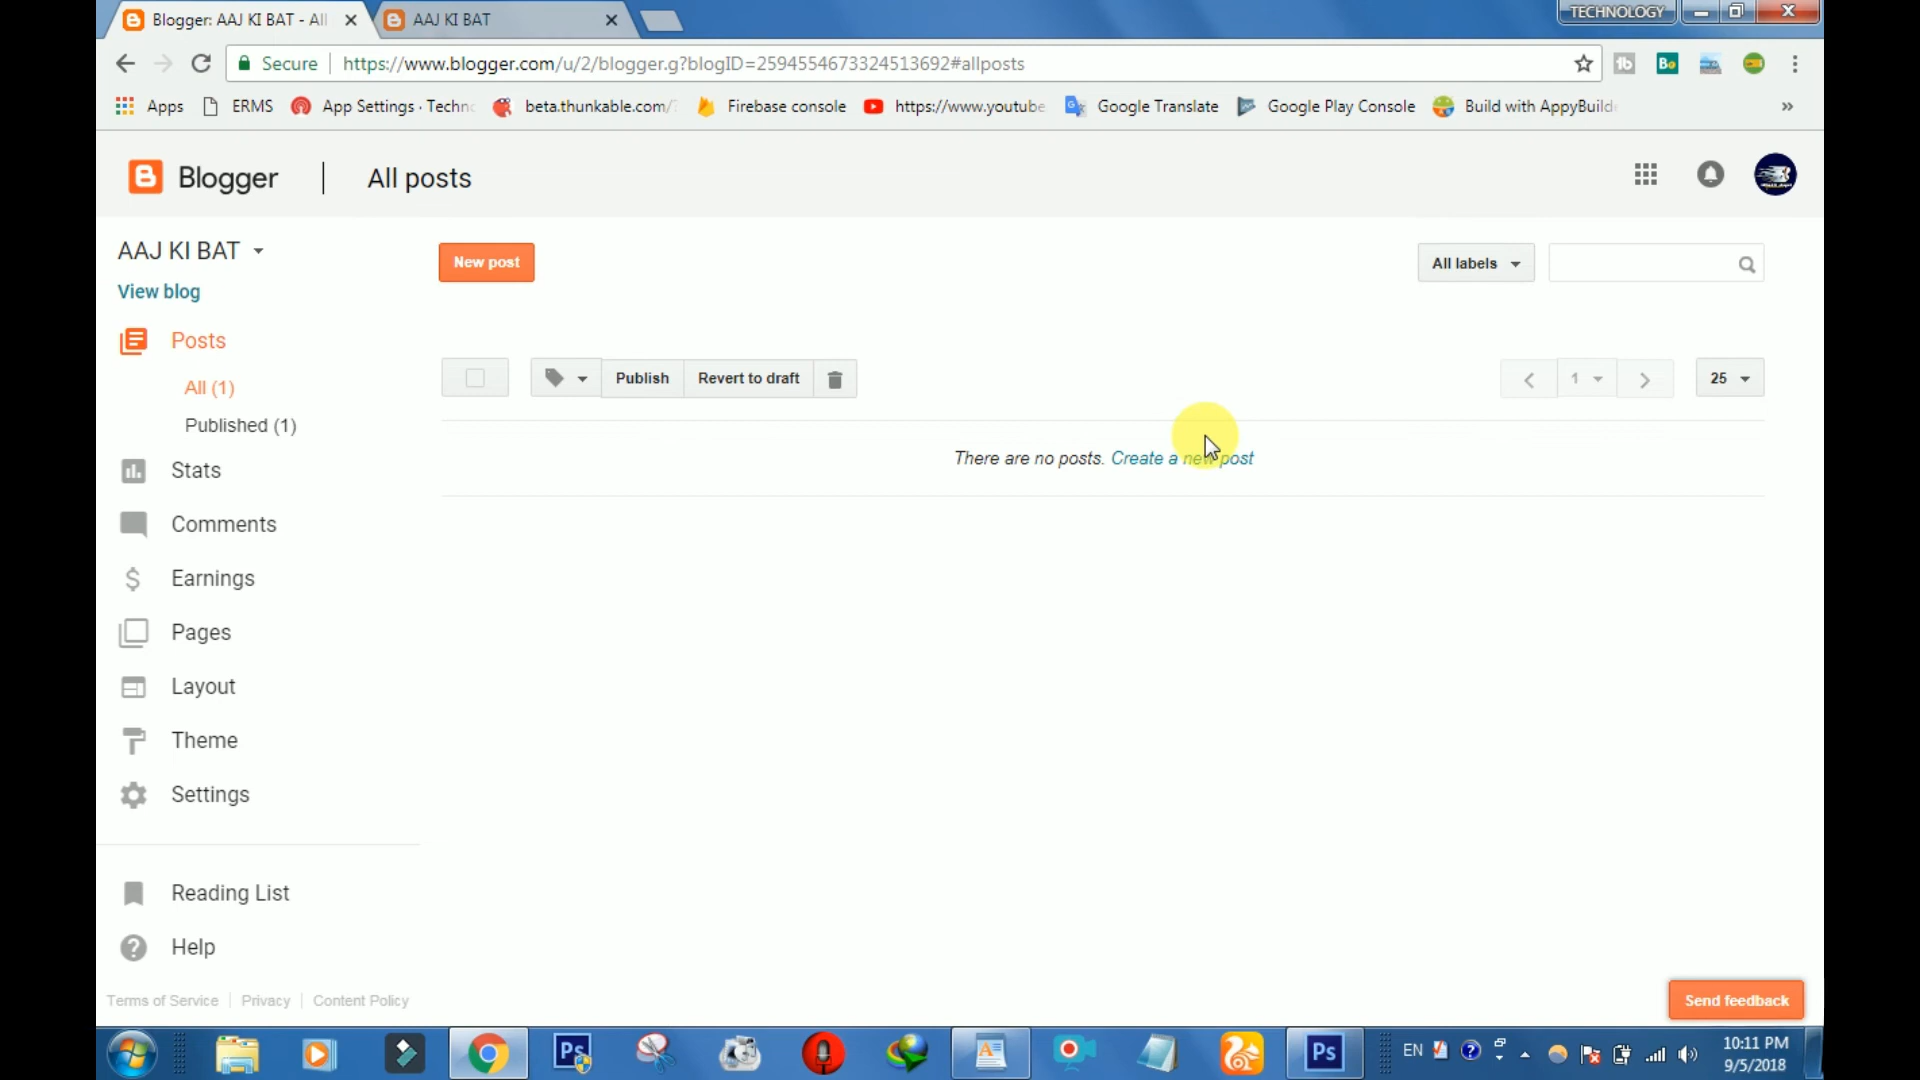 Blogger: AAJ KI BAT - All
AAJ KI BAT
TECHNOLOGY
Secure
https://www.blogger.com/u/2/blogger.g?blogID=2594554673324513692#allposts
Apps
ERMS
App Settings · Techno
beta.thunkable.com/
Firebase console
https://www.youtube
Google Translate
Google Play Console
Build with AppyBuild
»
Blogger
All posts
AAJ KI BAT
New post
All labels
View blog
Posts
All (1)
Publish
Revert to draft
1
25
Published (1)
There are no posts. Create a new post
Stats
Comments
Earnings
Pages
Layout
Theme
Settings
Reading List
Help
Terms of Service
Privacy
Content Policy
Send feedback
Ps
Ps
EN
10:11 PM
9/5/2018